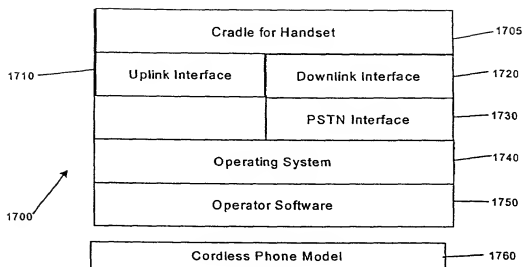 Cradle for Handset 1705
1710 Uplink Interface Downlink Interface 1720
PSTN Interface 1730
Operating System 1740
Operator Software 1750
1700
Cordless Phone Model 1760